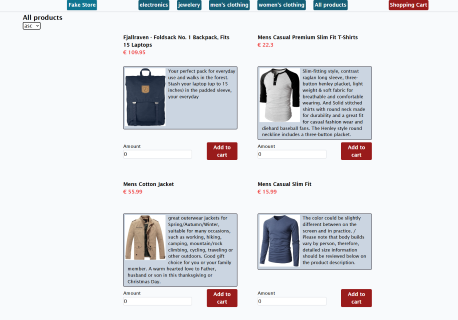 Fake Store electronics jewelery men's clothing women's clothing All products Shopping Cart
All products
Fjallraven - Foldsack No. 1 Backpack, Fits
15 Laptops
€ 109.95
Your perfect pack for everyday
use and walks in the forest.
Stash your laptop (up to 15
inches) in the padded sleeve,
your everyday
Amount
0
Add to
cart
Mens Casual Premium Slim Fit T-Shirts
€ 22.3
Slim-fitting style, contrast
raglan long sleeve, three-
button henley placket, light
weight & soft fabric for
breathable and comfortable
wearing. And Solid stitched
shirts with round neck made
for durability and a great fit
for casual fashion wear and
diehard baseball fans. The Henley style round
neckline includes a three-button placket.
Amount
0
Add to
cart
Mens Cotton Jacket
€ 55.99
great outerwear jackets for
Spring/Autumn/Winter,
suitable for many occasions,
such as working, hiking,
camping, mountain/rock
climbing, cycling, traveling or
other outdoors. Good gift
choice for you or your family
member. A warm hearted love to Father,
husband or son in this thanksgiving or
Christmas Day.
Amount
0
Add to
cart
Mens Casual Slim Fit
€ 15.99
The color could be slightly
different between on the
screen and in practice. /
Please note that body builds
vary by person, therefore,
detailed size information
should be reviewed below on
the product description.
Amount
0
Add to
cart